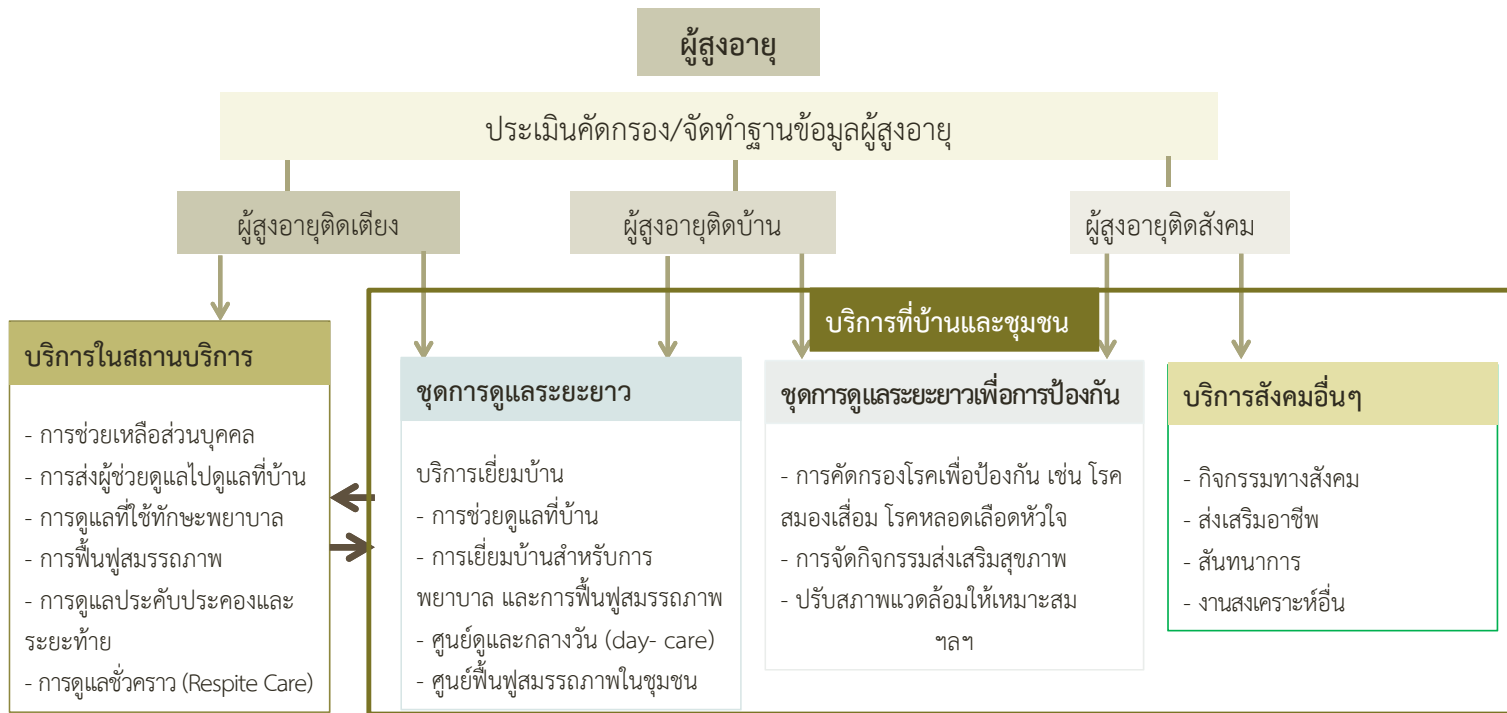 ผู้สูงอายุ
ประเมินคัดกรอง/จัดทำฐานข้อมูลผู้สูงอายุ
ผู้สูงอายุติดเตียง
ผู้สูงอายุติดบ้าน
ผู้สูงอายุติดสังคม
บริการที่บ้านและชุมชน
บริการในสถานบริการ
- การช่วยเหลือส่วนบุคคล
- การส่งผู้ช่วยดูแลไปดูแลที่บ้าน
- การดูแลที่ใช้ทักษะพยาบาล
- การฟื้นฟูสมรรถภาพ
- การดูแลประคับประคองและ
ระยะท้าย
- การดูแลชั่วคราว (Respite Care)
ชุดการดูแลระยะยาว
บริการเยี่ยมบ้าน
- การช่วยดูแลที่บ้าน
- การเยี่ยมบ้านสำหรับการ
พยาบาล และการฟื้นฟูสมรรถภาพ
- ศูนย์ดูและกลางวัน (day- care)
- ศูนย์ฟื้นฟูสมรรถภาพในชุมชน
ชุดการดูแลระยะยาวเพื่อการป้องกัน
- การคัดกรองโรคเพื่อป้องกัน เช่น โรค
สมองเสื่อม โรคหลอดเลือดหัวใจ
- การจัดกิจกรรมส่งเสริมสุขภาพ
- ปรับสภาพแวดล้อมให้เหมาะสม
ฯลฯ
บริการสังคมอื่นๆ
- กิจกรรมทางสังคม
- ส่งเสริมอาชีพ
- สันทนาการ
- งานสงเคราะห์อื่น